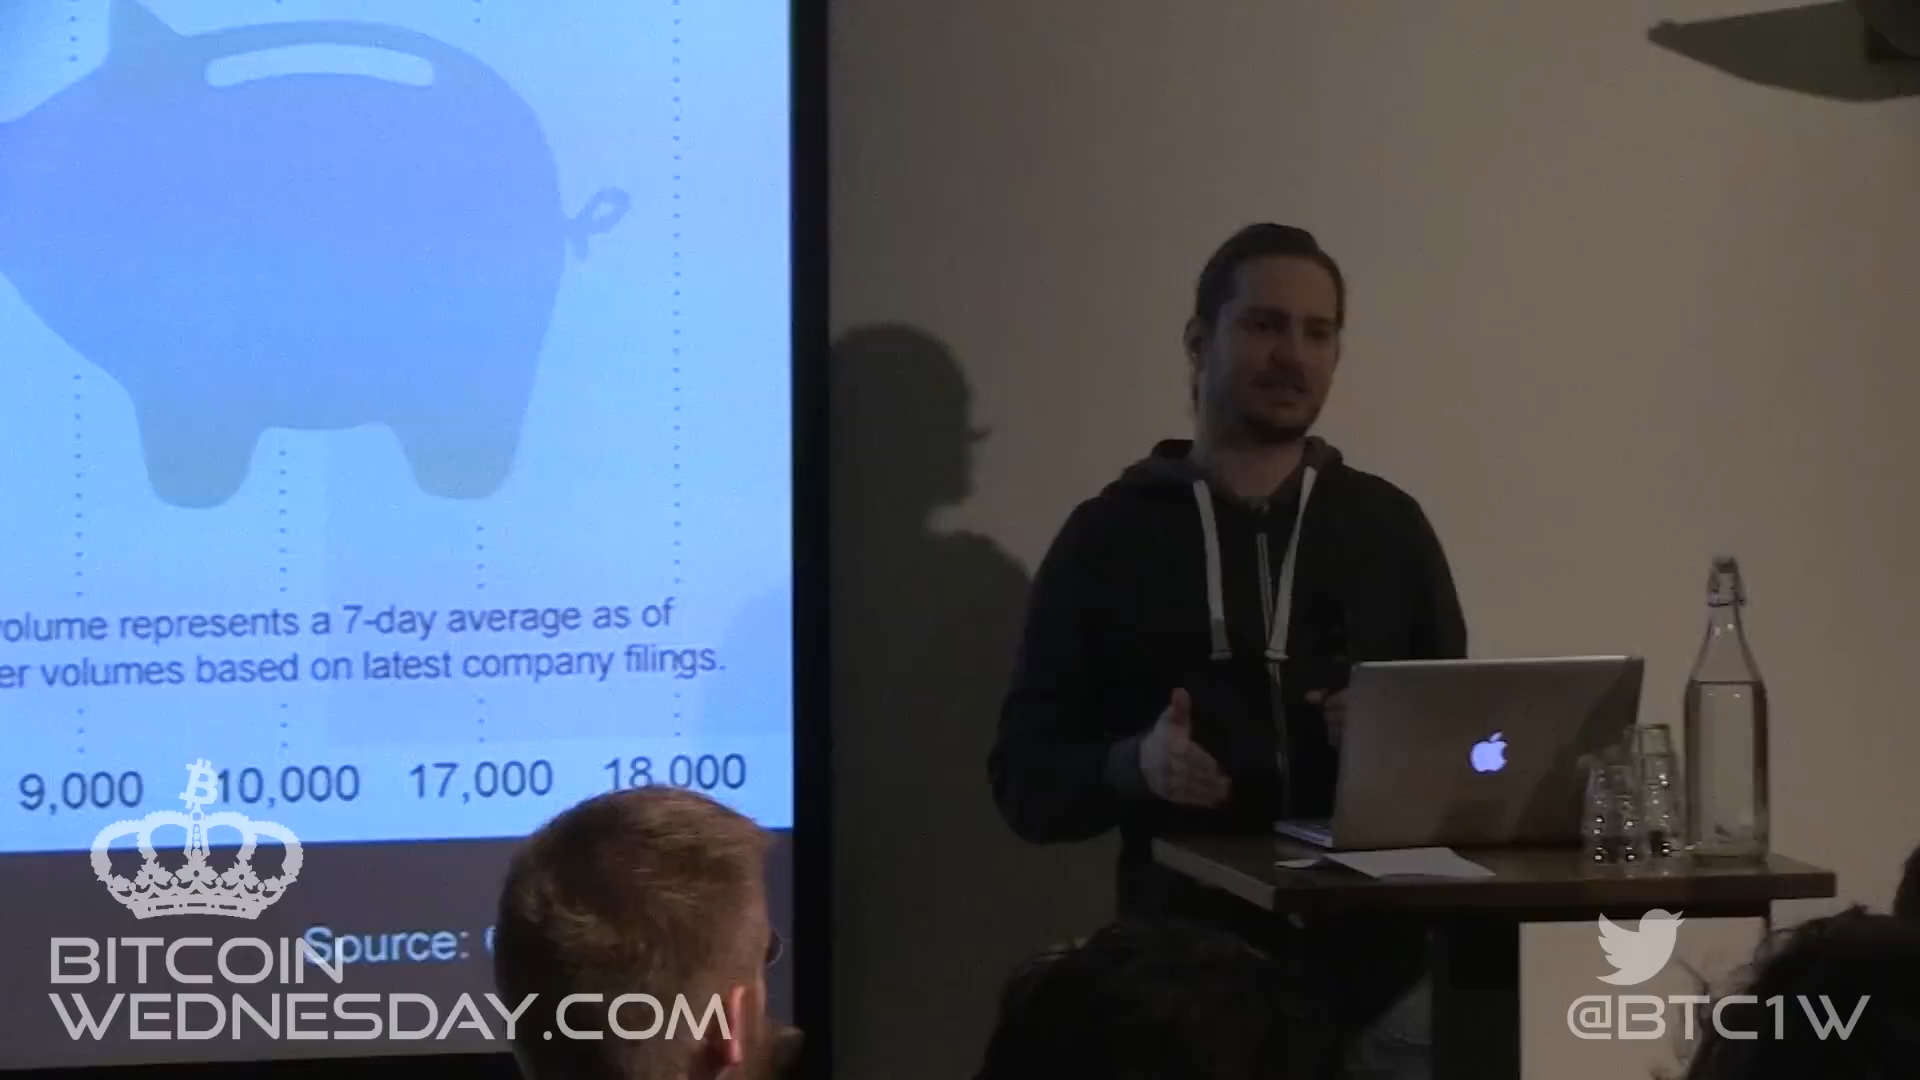 volume represents a 7-day average as of
er volumes based on latest company filings.
9,000 10,000 17,000 18,000
Source:
BITCOIN
WEDNESDAY.COM
@BTC1W